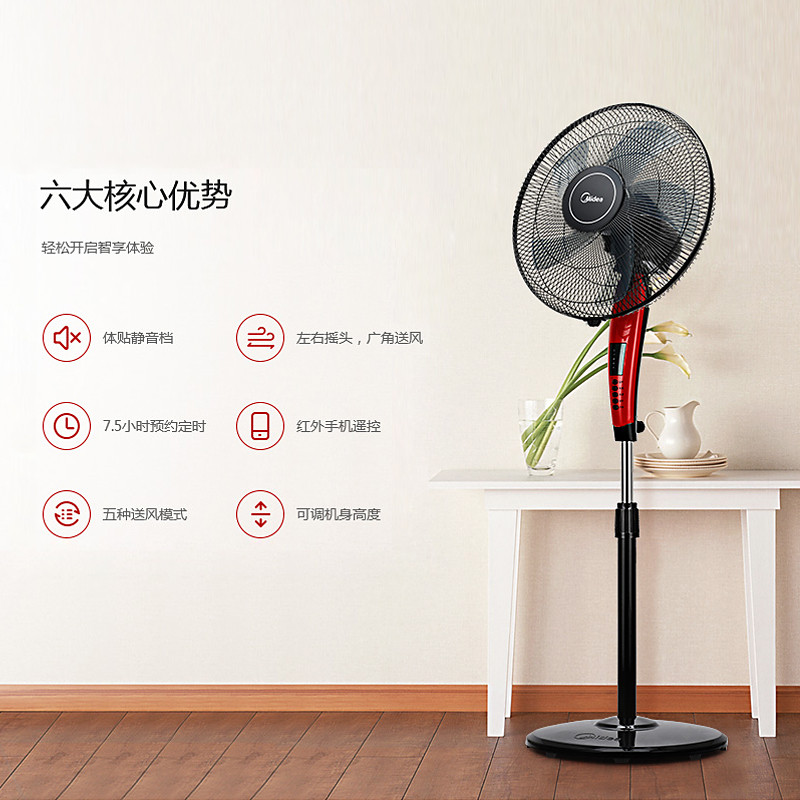 六大核心优势
轻松开启智享体验
体贴静音档
左右摇头，广角送风
7.5小时预约定时
红外手机遥控
五种送风模式
可调机身高度
Midea
Midea